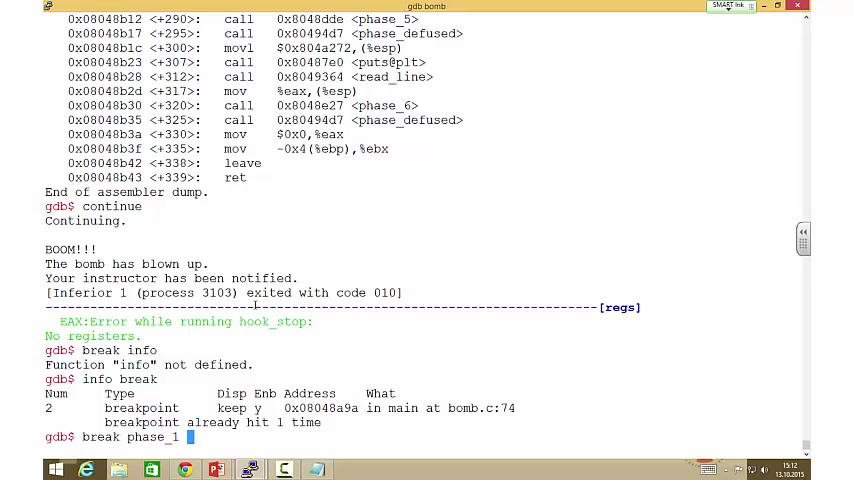 gdb bomb
SMART Ink
0x08048b12 <+290>: call 0x8048dde <phase_5>
0x08048b17 <+295>: call 0x80494d7 <phase_defused>
0x08048b1c <+300>: movl $0x804a272,(%esp)
0x08048b23 <+307>: call 0x80487e0 <puts@plt>
0x08048b28 <+312>: call 0x8049364 <read_line>
0x08048b2d <+317>: mov %eax,(%esp)
0x08048b30 <+320>: call 0x8048e27 <phase_6>
0x08048b35 <+325>: call 0x80494d7 <phase_defused>
0x08048b3a <+330>: mov $0x0,%eax
0x08048b3f <+335>: mov -0x4(%ebp),%ebx
0x08048b42 <+338>: leave
0x08048b43 <+339>: ret
End of assembler dump.
gdb$ continue
Continuing.
BOOM!!!
The bomb has blown up.
Your instructor has been notified.
[Inferior 1 (process 3103) exited with code 010]
--------------------------------------------------------------------------[regs]
EAX:Error while running hook_stop:
No registers.
gdb$ break info
Function "info" not defined.
gdb$ info break
Num Type Disp Enb Address What
2 breakpoint keep y 0x08048a9a in main at bomb.c:74
breakpoint already hit 1 time
gdb$ break phase_1
15:12
13.10.2015